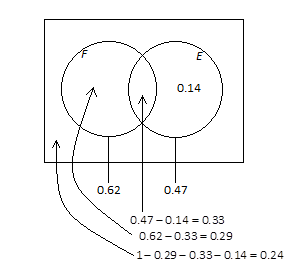 F
E
0.14
0.62
0.47
0.47 – 0.14 = 0.33
0.62 – 0.33 = 0.29
1 – 0.29 – 0.33 – 0.14 = 0.24